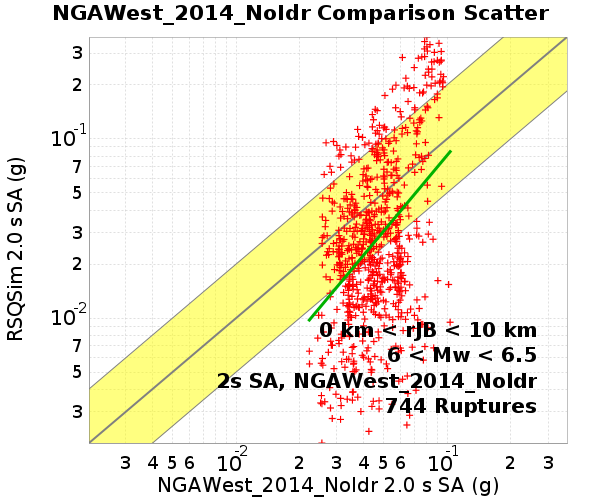 NGAWest_2014_NoIdr Comparison Scatter
RSQSim 2.0 s SA (g)
3
2
10-1
7
5
3
2
10-2
7
5
3
0 km < rJB < 10 km
6 < Mw < 6.5
2s SA, NGAWest_2014_NoIdr
744 Ruptures
3 4 5 6 10-2 2 3 4 5 6 10-1 2 3
NGAWest_2014_NoIdr 2.0 s SA (g)